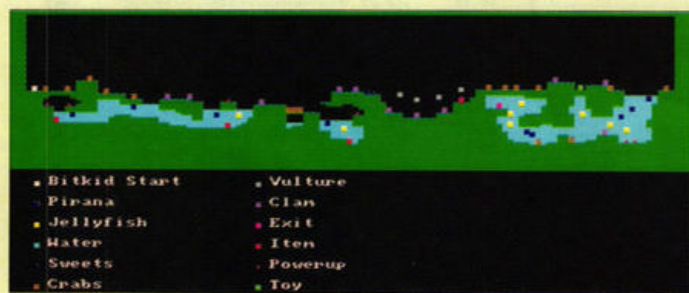 Bitkid Start
Pirana
Jellyfish
Water
Sweets
Crabs
Vulture
Clam
Exit
Item
Powerup
Toy